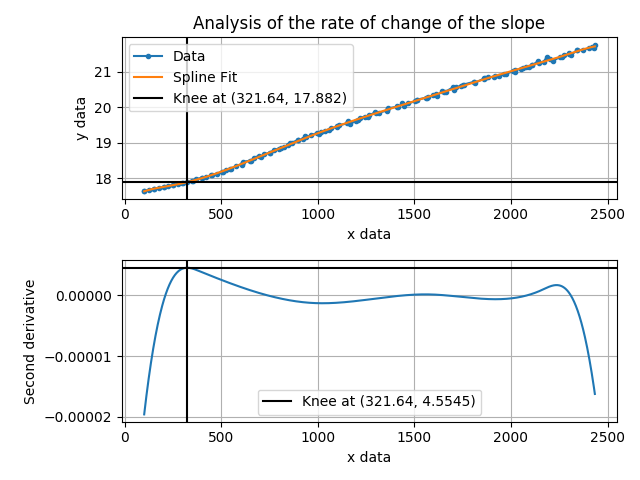 Analysis of the rate of change of the slope
Data
Spline Fit
Knee at (321.64, 17.882)
y data
21
20
19
18
0
500
1000
1500
2000
2500
x data
Second derivative
0.00000
−0.00001
−0.00002
Knee at (321.64, 4.5545)
0
500
1000
1500
2000
2500
x data